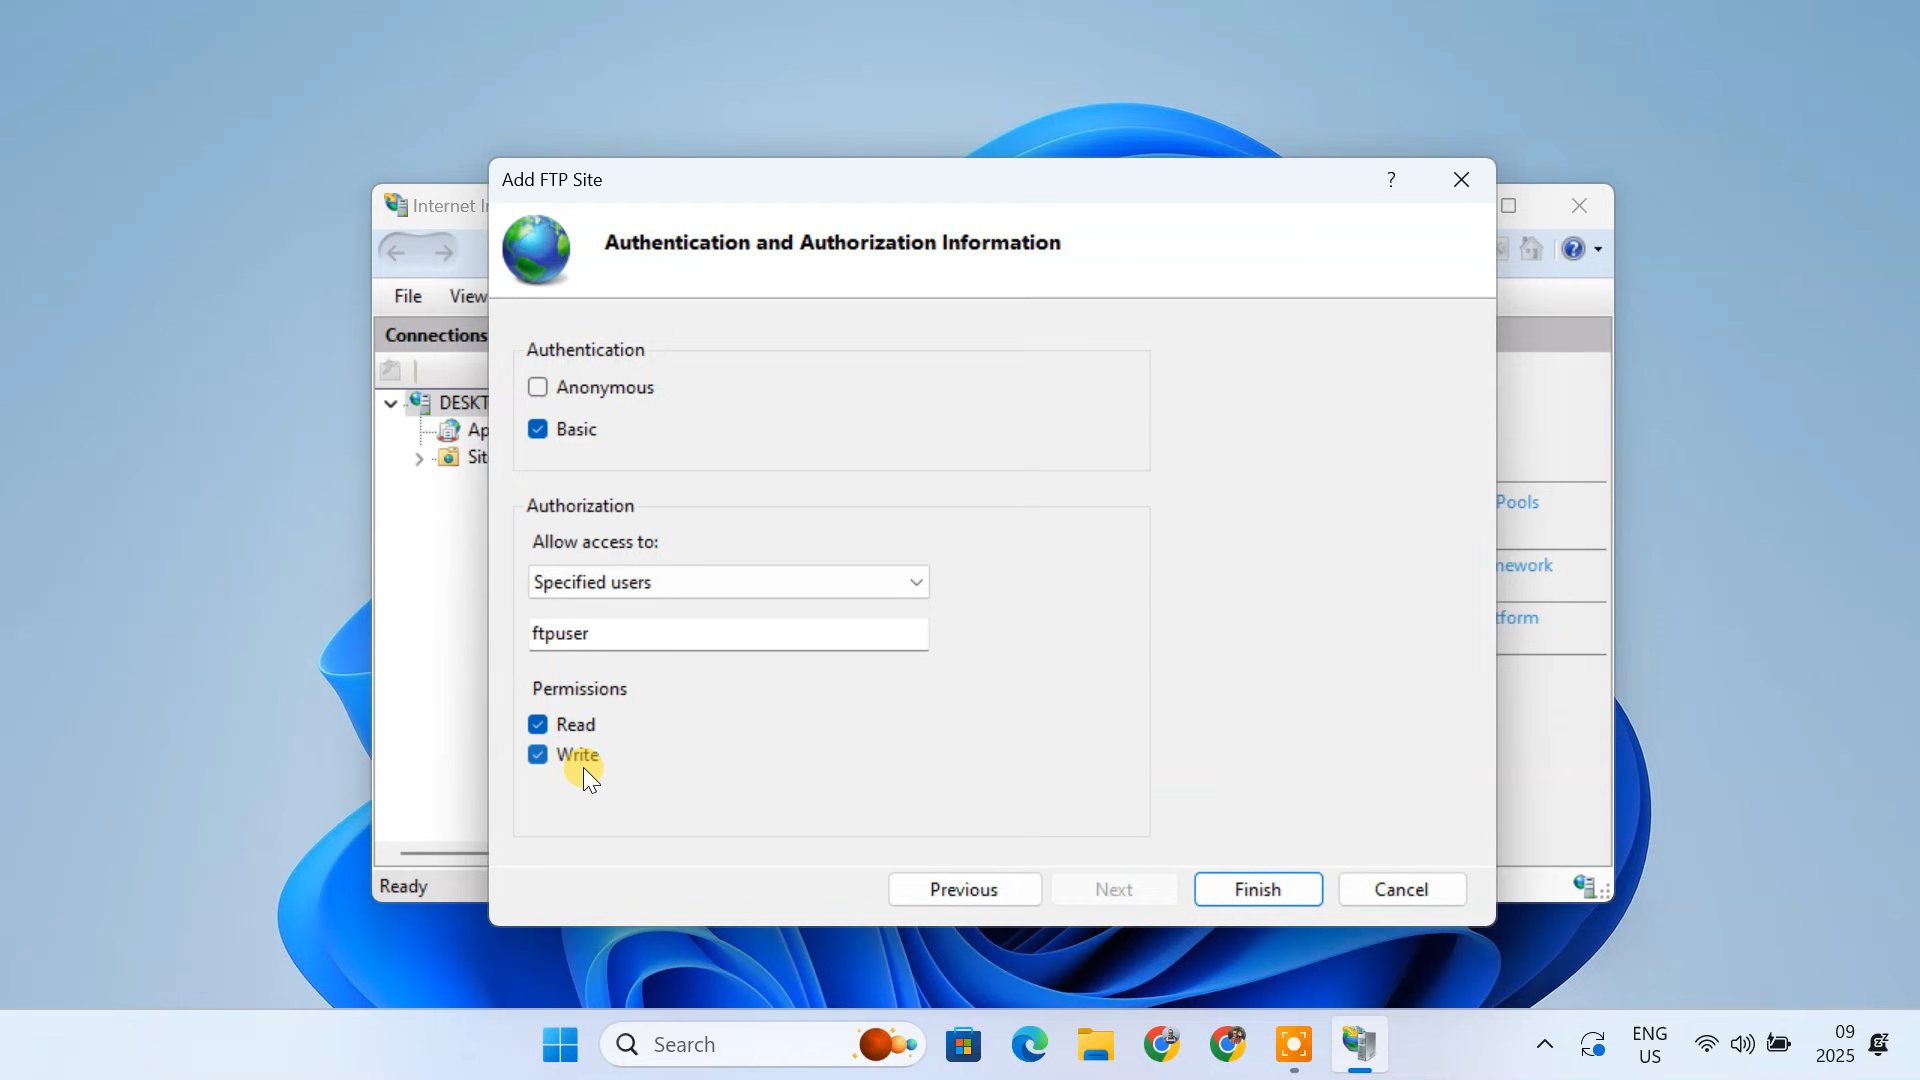 Add FTP Site
?
Internet I
Authentication and Authorization Information
File View
Connections
Authentication
Anonymous
Basic
DESKT
Ap
Sit
Authorization
Allow access to:
Specified users
ftpuser
Permissions
Read
Write
Pools
nework
tform
Previous Next Finish Cancel
Ready
Search
ENG
US
09
2025